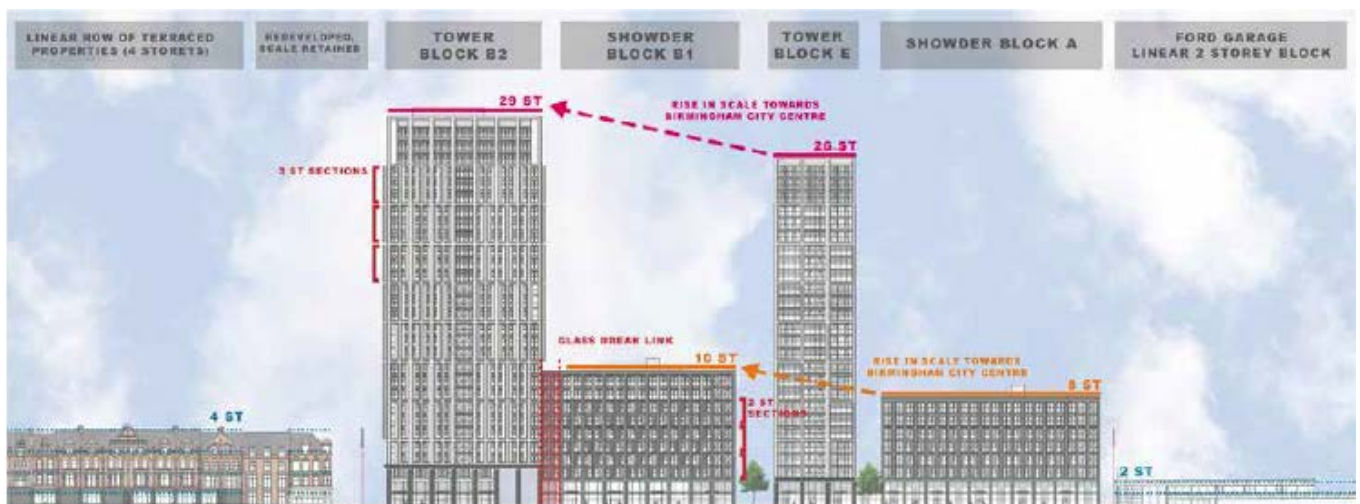 LINEAR ROW OF TERRACED
PROPERTIES (4 STORETS)
REDEVELOPED,
SCALE RETAINED
TOWER
BLOCK B2
SHOWDER
BLOCK B1
TOWER
BLOCK E
SHOWDER BLOCK A
FORD GARAGE
LINEAR 2 STOREY BLOCK
29 ST
RISE IN SCALE TOWARDS
BIRMINGHAM CITY CENTRE
26 ST
3 ST SECTIONS
GLASS BREAK LINK
10 ST
RISE IN SCALE TOWARDS
BIRMINGHAM CITY CENTRE
8 ST
2 ST
SECTIONS
4 ST
2 ST